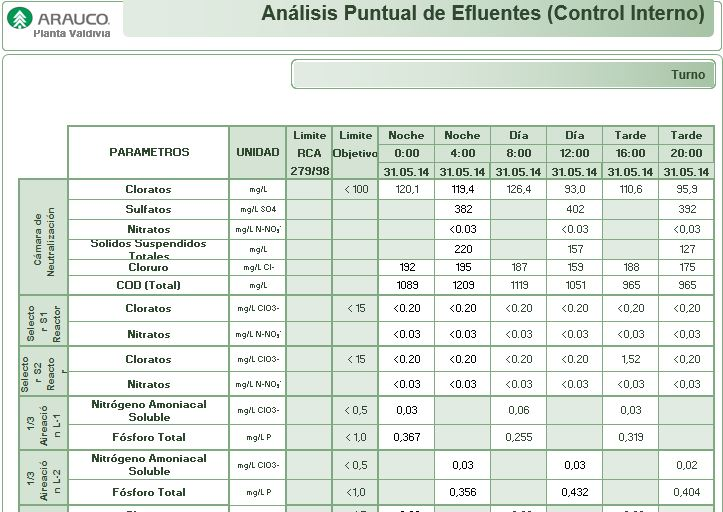 ARAUCO.
Planta Valdivia
Análisis Puntual de Efluentes (Control Interno)
Turno
PARAMETROS UNIDAD Limite RCA 279/98 Limite Objetivo Noche 0:00 31.05.14 Noche 4:00 31.05.14 Día 8:00 31.05.14 Día 12:00 31.05.14 Tarde 16:00 31.05.14 Tarde 20:00 31.05.14
Cámara de Neutralización
Cloratos mg/L < 100 120,1 119,4 126,4 93,0 110,6 95,9
Sulfatos mg/L SO4 382 402 392
Nitratos mg/L N-NO₃⁻ <0.03 <0.03 <0,03
Solidos Suspendidos Totales mg/L 220 157 127
Cloruro mg/L Cl- 192 195 187 159 188 175
COD (Total) mg/L 1089 1209 1119 1051 965 965
Selecto r S1 Reactor
Cloratos mg/L ClO3- < 15 <0.20 <0.20 <0.20 <0.20 <0,20 <0,20
Nitratos mg/L N-NO₃⁻ <0.03 <0.03 <0.03 <0.03 <0,03 <0,03
Selecto r S2 Reacto r
Cloratos mg/L ClO3- < 15 <0.20 <0.20 <0.20 <0.20 1,52 <0,20
Nitratos mg/L N-NO₃⁻ <0.03 <0.03 <0.03 <0.03 <0,03 <0,03
1/3 Aireació n L-1
Nitrógeno Amoniacal Soluble mg/L ClO3- < 0,5 0,03 0,06 0,03
Fósforo Total mg/L P < 1,0 0,367 0,255 0,319
1/3 Aireació n L-2
Nitrógeno Amoniacal Soluble mg/L ClO3- < 0,5 0,03 0,03 0,02
Fósforo Total mg/L P <1,0 0,356 0,432 0,404